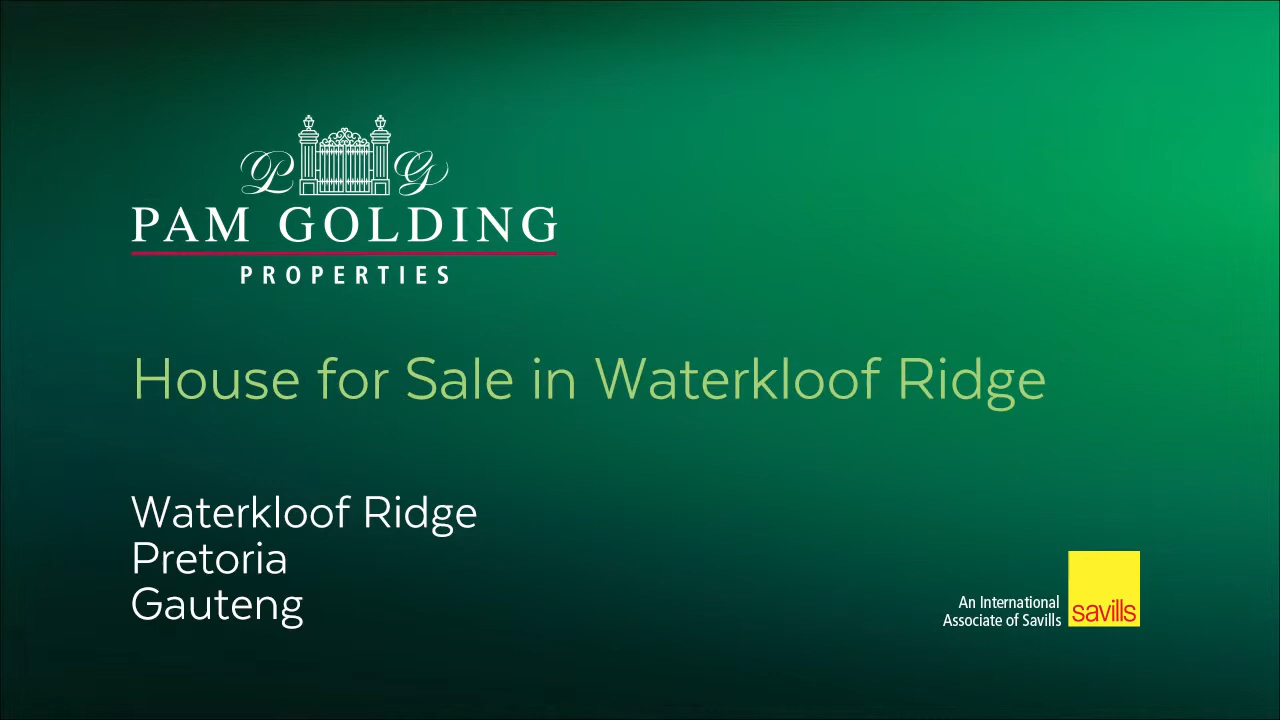 P G
PAM GOLDING
PROPERTIES
House for Sale in Waterkloof Ridge
Waterkloof Ridge
Pretoria
Gauteng
An International
Associate of Savills
savills